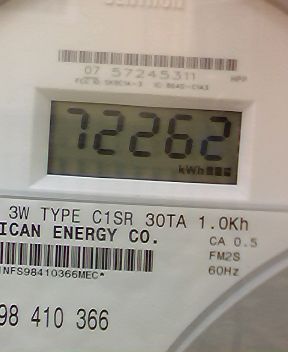 07 57245311 HPP
72262
kWh
3W TYPE C1SR 30TA 1.0Kh
ICAN ENERGY CO.
CA 0.5
FM2S
60Hz
INFS98410366MEC*
98 410 366